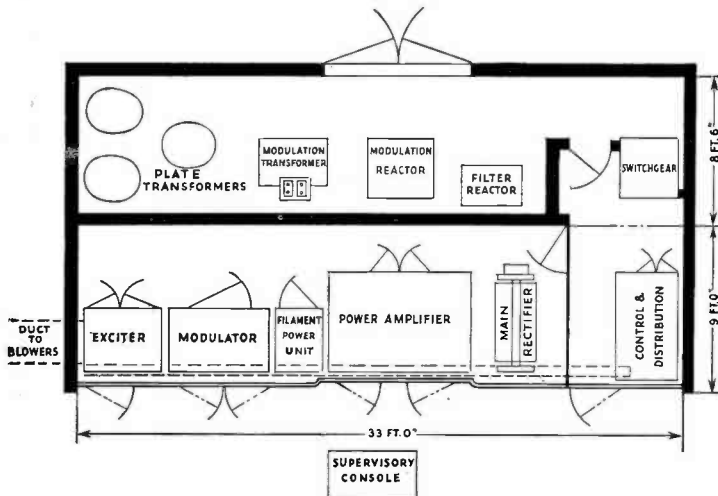 MODULATION
TRANSFORMER
MODULATION
REACTOR
FILTER
REACTOR
SWITCHGEAR
8 FT. 6"
PLATE
TRANSFORMERS
DUCT
TO
BLOWERS
EXCITER
MODULATOR
FILAMENT
POWER
UNIT
POWER AMPLIFIER
MAIN
RECTIFIER
CONTROL &
DISTRIBUTION
9 FT. 0"
33 FT. 0"
SUPERVISORY
CONSOLE